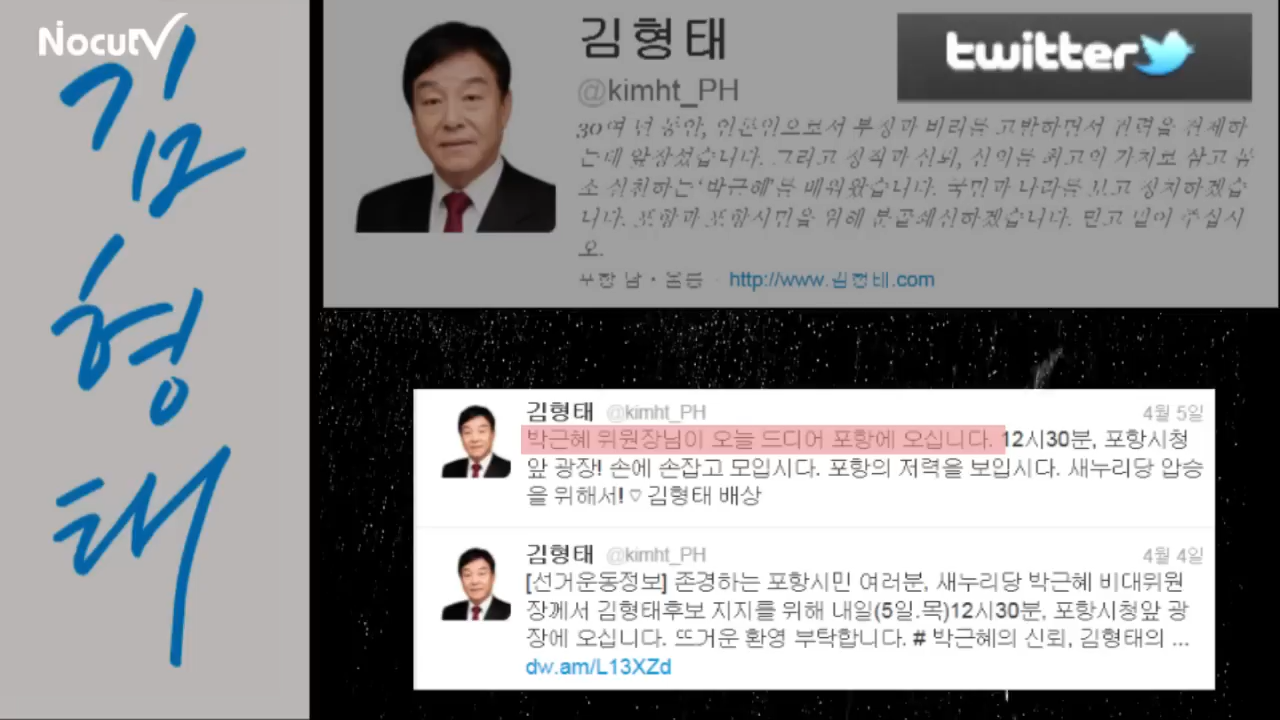 Nocutv
김형태
김형태
@kimht_PH
twitter
30여 년 동안, 언론인으로서 부정과 비리를 고발하면서 권력을 견제하
는데 앞장섰습니다. 그리고 정직과 신뢰, 신의를 최고의 가치로 삼고 몸
소 실천하는 '박근혜'를 배워왔습니다. 국민과 나라를 보고 정치하겠습
니다. 포항과 포항시민을 위해 분골쇄신하겠습니다. 믿고 밀어 주십시
오.
포항 남·울릉 · http://www.김형태.com
김형태 @kimht_PH 4월 5일
박근혜 위원장님이 오늘 드디어 포항에 오십니다. 12시30분, 포항시청
앞 광장! 손에 손잡고 모입시다. 포항의 저력을 보입시다. 새누리당 압승
을 위해서! ♡ 김형태 배상
김형태 @kimht_PH 4월 4일
[선거운동정보] 존경하는 포항시민 여러분, 새누리당 박근혜 비대위원
장께서 김형태후보 지지를 위해 내일(5일.목)12시30분, 포항시청앞 광
장에 오십니다. 뜨거운 환영 부탁합니다. # 박근혜의 신뢰, 김형태의 ...
dw.am/L13XZd